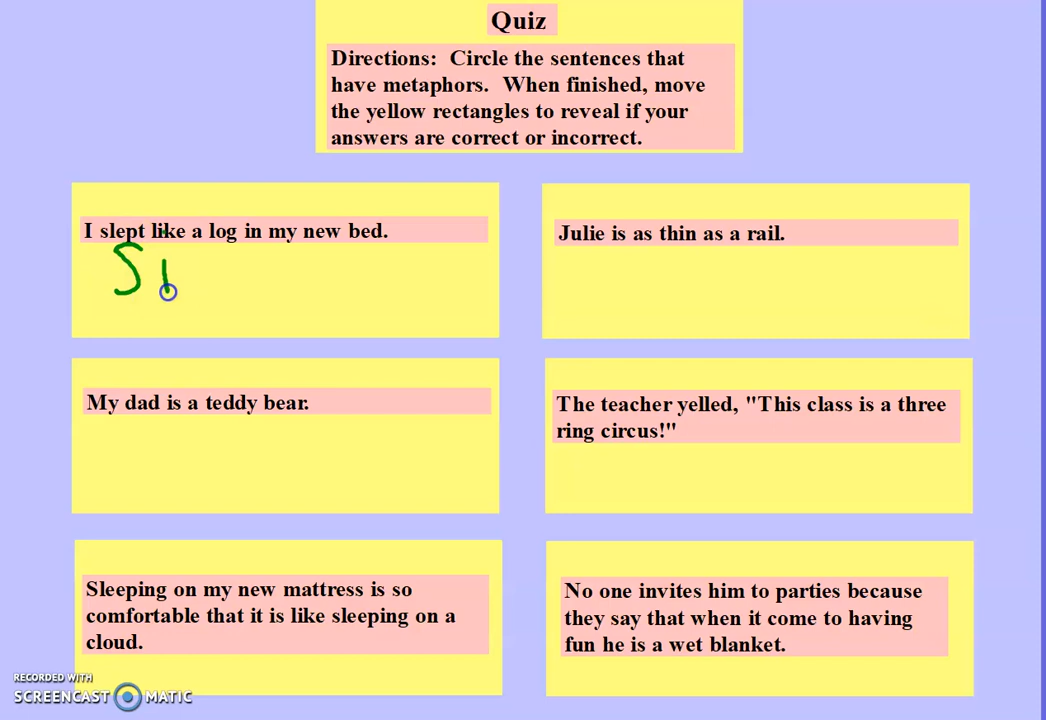 Quiz
Directions: Circle the sentences that
have metaphors. When finished, move
the yellow rectangles to reveal if your
answers are correct or incorrect.
I slept like a log in my new bed.
Si
Julie is as thin as a rail.
My dad is a teddy bear.
The teacher yelled, "This class is a three
ring circus!"
Sleeping on my new mattress is so
comfortable that it is like sleeping on a
cloud.
No one invites him to parties because
they say that when it come to having
fun he is a wet blanket.
RECORDED WITH
SCREENCAST MATIC